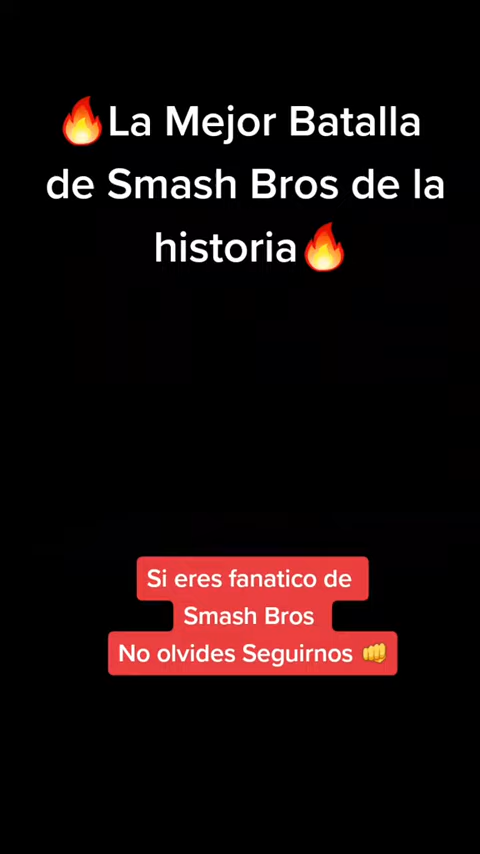 🔥La Mejor Batalla
de Smash Bros de la
historia🔥
Si eres fanatico de
Smash Bros
No olvides Seguirnos 👊